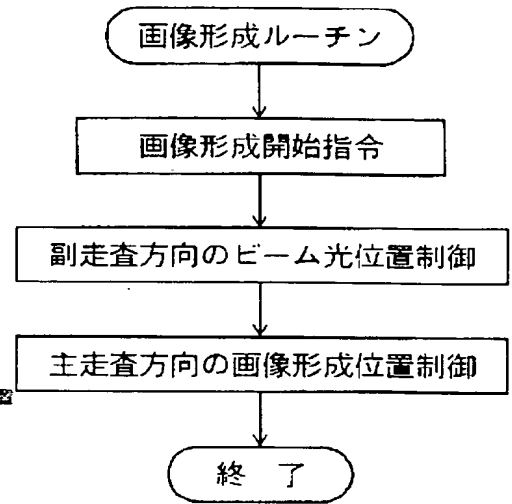 画像形成ルーチン
画像形成開始指令
副走査方向のビーム光位置制御
主走査方向の画像形成位置制御
終 了